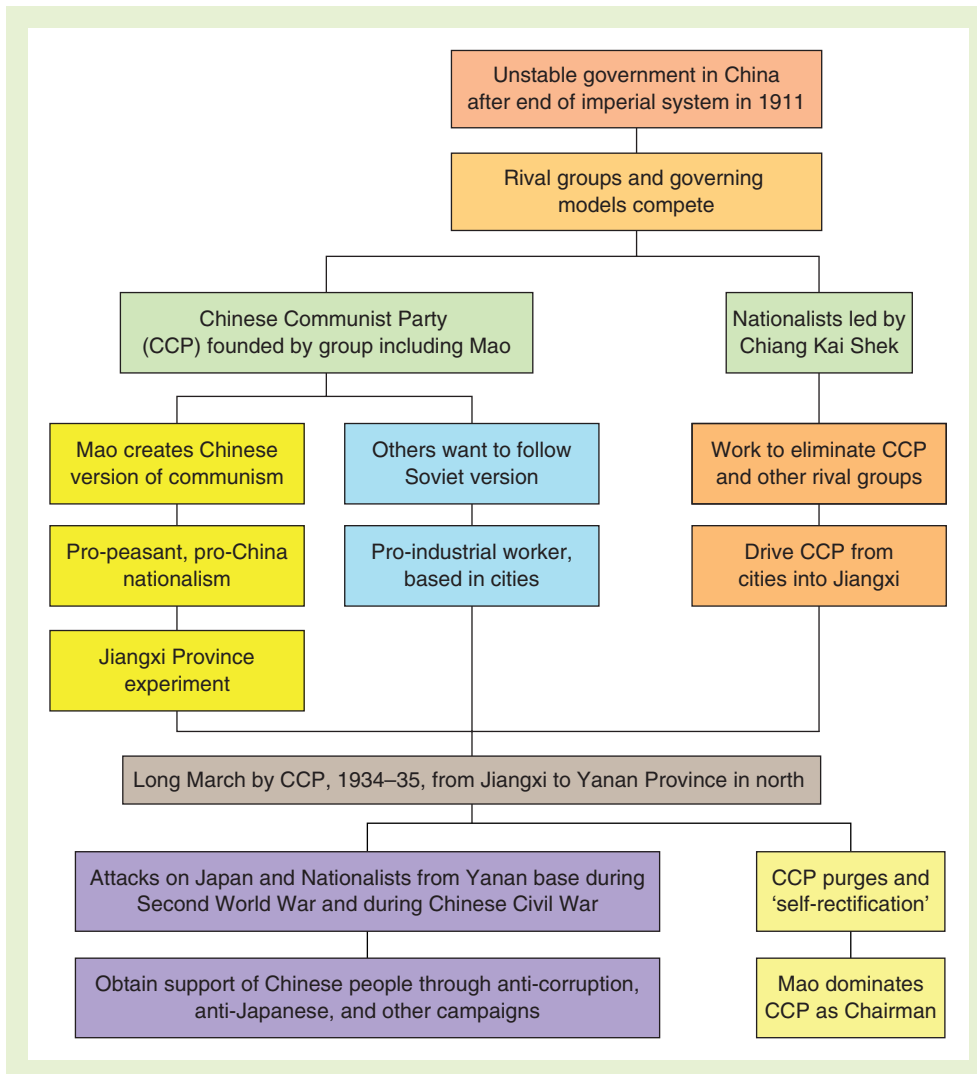 Unstable government in China
after end of imperial system in 1911
Rival groups and governing
models compete
Chinese Communist Party
(CCP) founded by group including Mao
Nationalists led by
Chiang Kai Shek
Mao creates Chinese
version of communism
Others want to follow
Soviet version
Work to eliminate CCP
and other rival groups
Pro-peasant, pro-China
nationalism
Pro-industrial worker,
based in cities
Drive CCP from
cities into Jiangxi
Jiangxi Province
experiment
Long March by CCP, 1934–35, from Jiangxi to Yanan Province in north
Attacks on Japan and Nationalists from Yanan base during
Second World War and during Chinese Civil War
CCP purges and
‘self-rectification’
Obtain support of Chinese people through anti-corruption,
anti-Japanese, and other campaigns
Mao dominates
CCP as Chairman